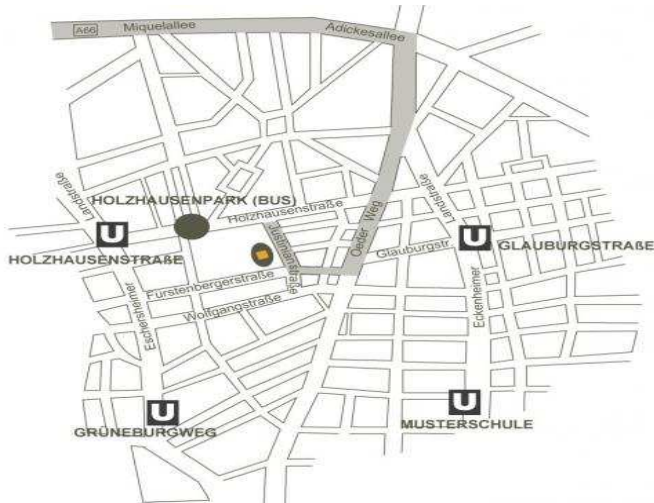 A66
Miquelallee
Adickesallee
Landstraße
HOLZHAUSENPARK (BUS)
Holzhausenstraße
Landstraße
U
HOLZHAUSENSTRAßE
Justinianstraße
Oeder Weg
Glauburgstr.
U
GLAUBURGSTRAßE
Fürstenbergerstraße
Wolfgangstraße
Eschersheimer
Eckenheimer
U
GRÜNEBURGWEG
U
MUSTERSCHULE